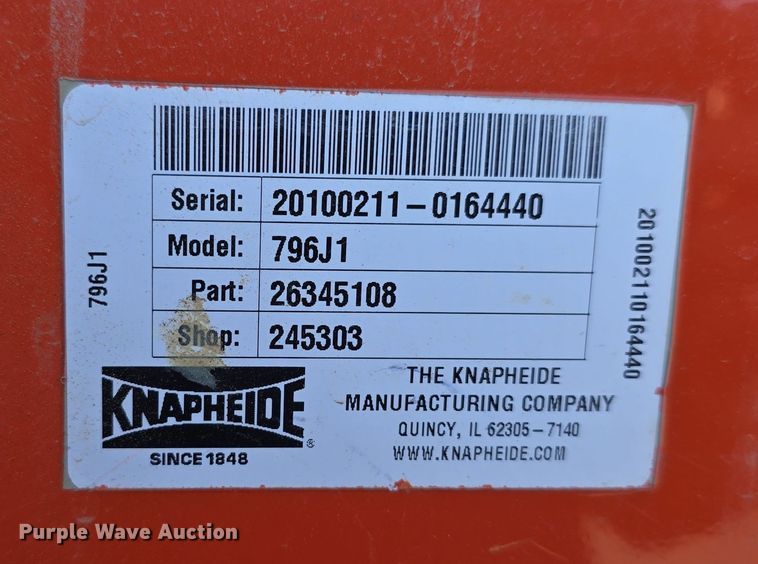 Serial: 20100211-0164440
Model: 796J1
Part: 26345108
Shop: 245303
796J1
201002110164440
KNAPHEIDE ®
SINCE 1848
THE KNAPHEIDE
MANUFACTURING COMPANY
QUINCY, IL 62305-7140
WWW.KNAPHEIDE.COM
Purple Wave Auction